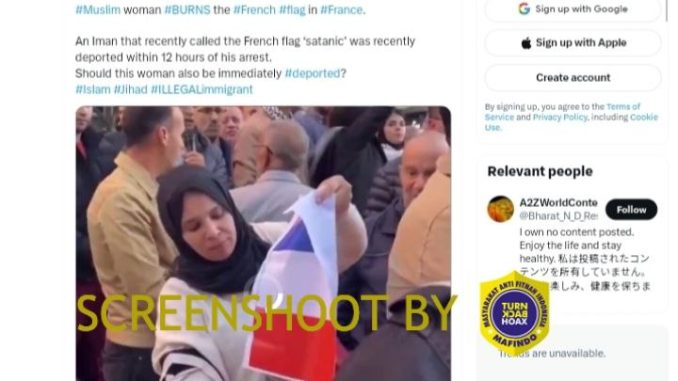 #Muslim woman #BURNS the #French #flag in #France.
An Iman that recently called the French flag ‘satanic’ was recently
deported within 12 hours of his arrest.
Should this woman also be immediately #deported?
#Islam #Jihad #ILLEGALimmigrant
Sign up with Google
Sign up with Apple
Create account
By signing up, you agree to the Terms of
Service and Privacy Policy, including Cookie
Use.
Relevant people
A2ZWorldConte
@Bharat_N_D_Res
Follow
I own no content posted.
Enjoy the life and stay
healthy. 私は投稿されたコン
テンツを所有していません。
楽しみ、健康を保ちま
SCREENSHOOT BY
MASYARAKAT ANTI FITNAH INDONESIA
TURN
BACK
HOAX
MAFINDO
are unavailable.